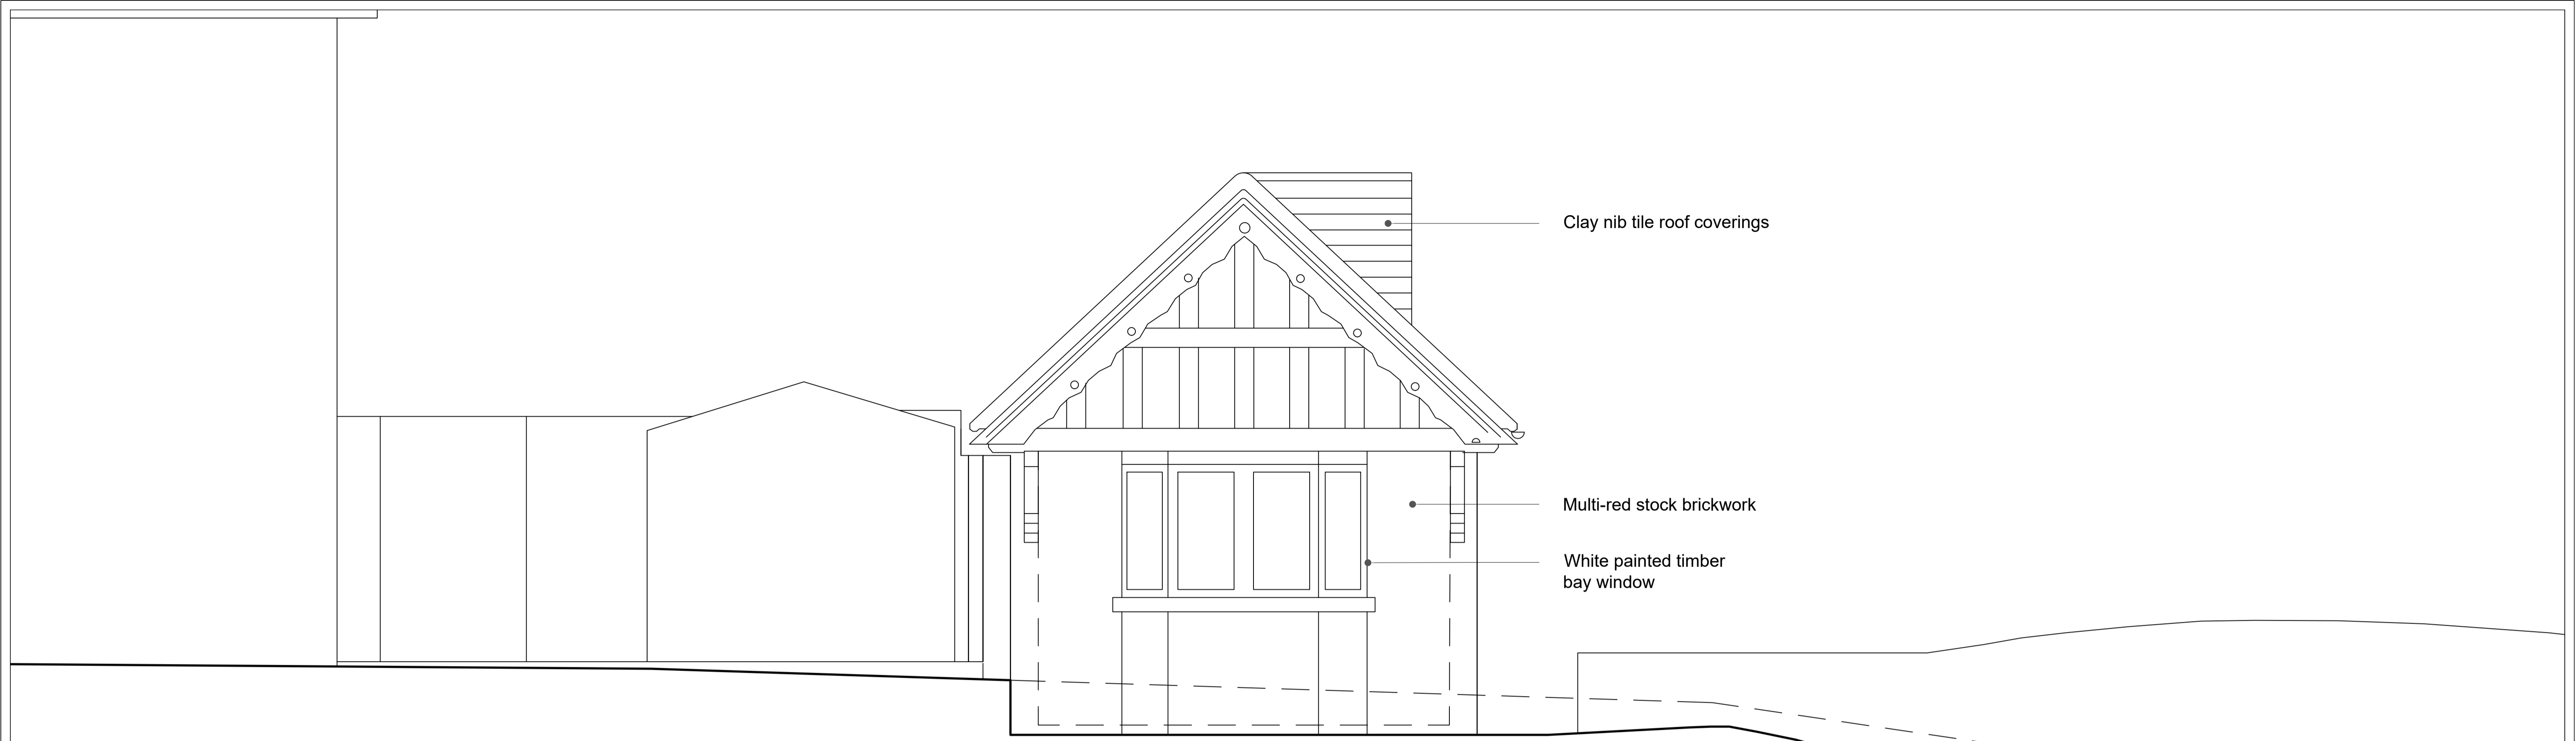 Clay nib tile roof coverings
Multi-red stock brickwork
White painted timber
bay window